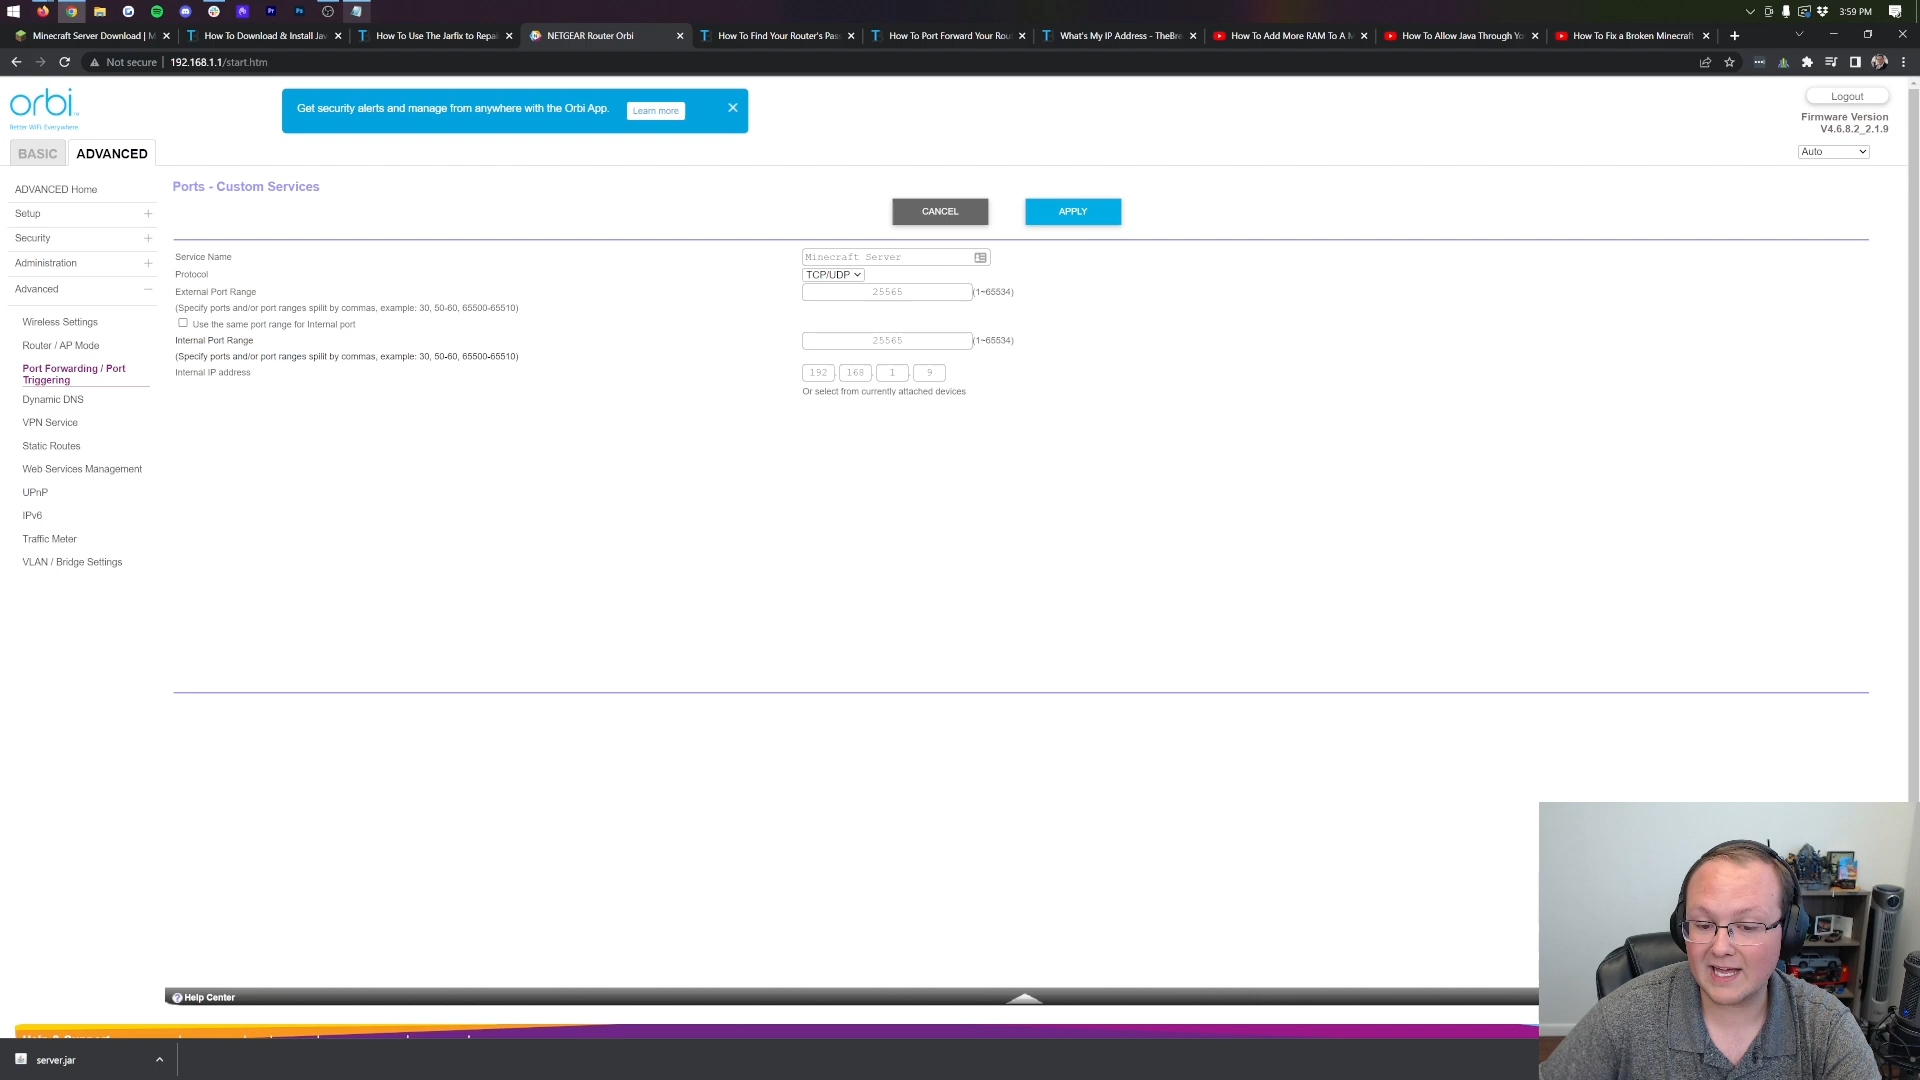 3:59 PM
Minecraft Server Download | M
How To Download & Install Jav
How To Use The Jarfix to Repai
NETGEAR Router Orbi
How To Find Your Router's Pas
How To Port Forward Your Rou
What's My IP Address - TheBre
How To Add More RAM To A M
How To Allow Java Through Yo
How To Fix a Broken Minecraft
Not secure | 192.168.1.1/start.htm
orbi
Better WiFi. Everywhere.
Get security alerts and manage from anywhere with the Orbi App.
Learn more
Logout
Firmware Version
V4.6.8.2_2.1.9
Auto
BASIC
ADVANCED
ADVANCED Home
Setup
Security
Administration
Advanced
Wireless Settings
Router / AP Mode
Port Forwarding / Port
Triggering
Dynamic DNS
VPN Service
Static Routes
Web Services Management
UPnP
IPv6
Traffic Meter
VLAN / Bridge Settings
Ports - Custom Services
CANCEL
APPLY
Service Name
Minecraft Server
Protocol
TCP/UDP
External Port Range
25565
(1~65534)
(Specify ports and/or port ranges spilit by commas, example: 30, 50-60, 65500-65510)
Use the same port range for Internal port
Internal Port Range
25565
(1~65534)
(Specify ports and/or port ranges spilit by commas, example: 30, 50-60, 65500-65510)
Internal IP address
192 . 168 . 1 . 9
Or select from currently attached devices
Help Center
server.jar